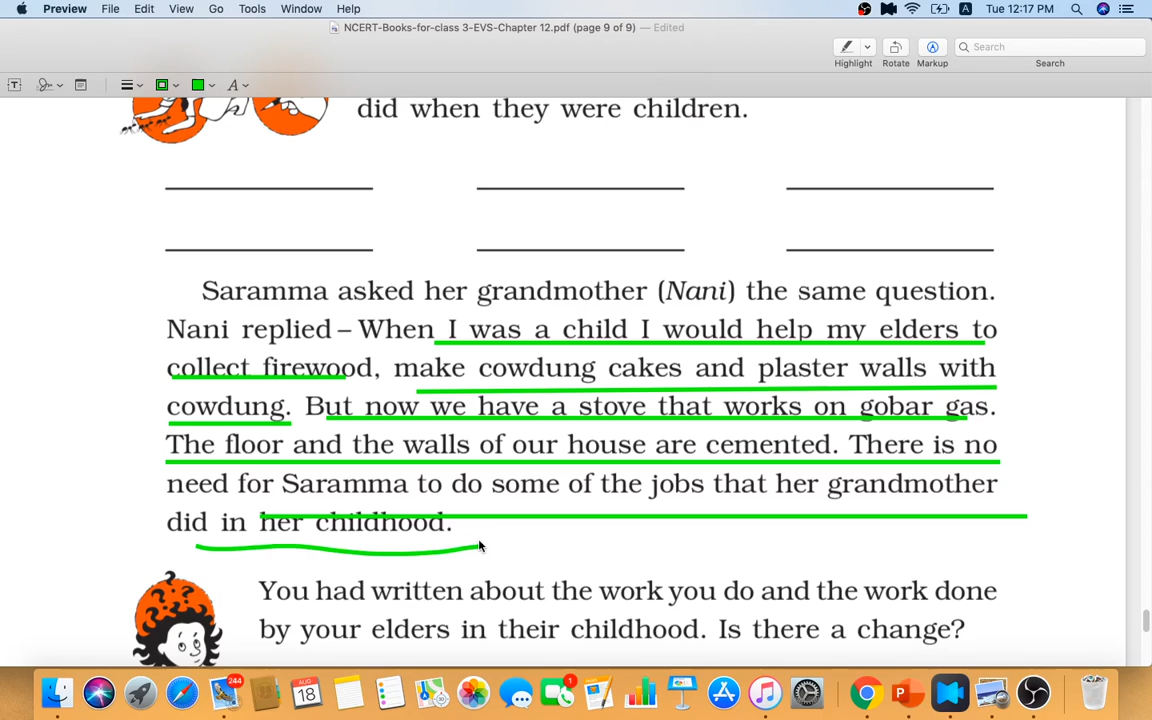 Preview File Edit View Go Tools Window Help A Tue 12:17 PM
NCERT-Books-for class 3-EVS-Chapter 12.pdf (page 9 of 9) — Edited
Search
Highlight Rotate Markup Search
T A
did when they were children.
Saramma asked her grandmother (Nani) the same question.
Nani replied – When I was a child I would help my elders to
collect firewood, make cowdung cakes and plaster walls with
cowdung. But now we have a stove that works on gobar gas.
The floor and the walls of our house are cemented. There is no
need for Saramma to do some of the jobs that her grandmother
did in her childhood.
You had written about the work you do and the work done
by your elders in their childhood. Is there a change?
244
AUG
18
1
P